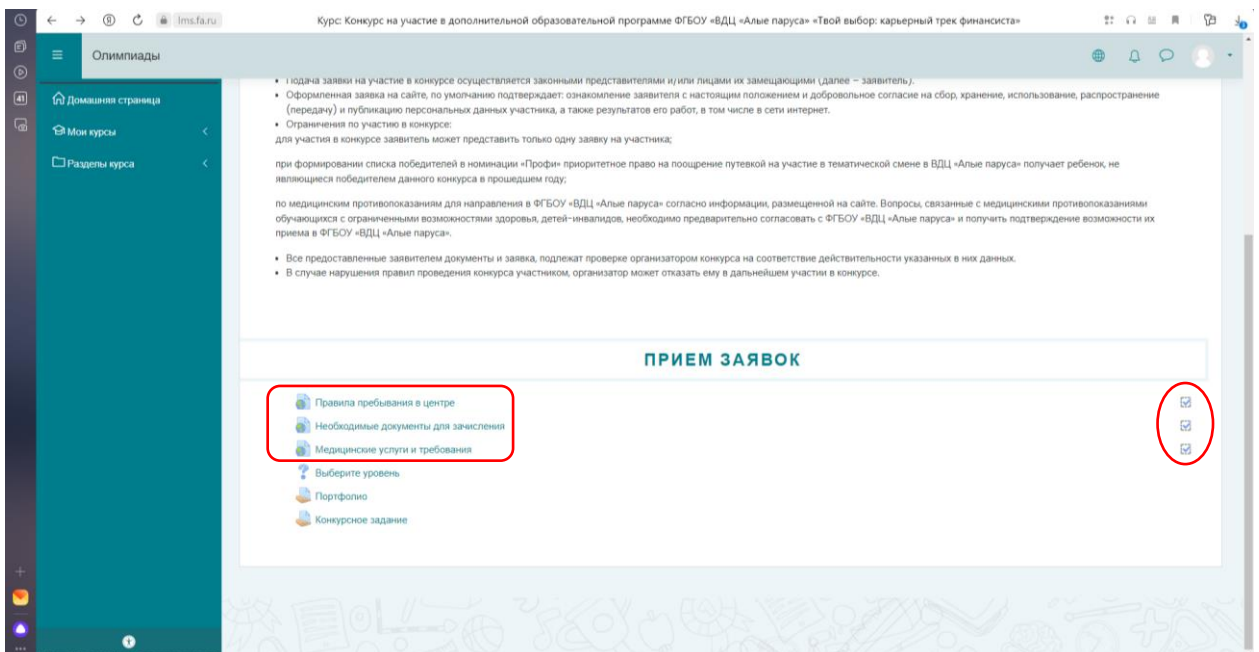 lms.fa.ru
Курс: Конкурс на участие в дополнительной образовательной программе ФГБОУ «ВДЦ «Алые паруса» «Твой выбор: карьерный трек финансиста»
Олимпиады
41
Домашняя страница
Мои курсы
Разделы курса
• Подача заявки на участие в конкурсе осуществляется законными представителями и/или лицами их замещающими (далее – заявитель).
• Оформленная заявка на сайте, по умолчанию подтверждает: ознакомление заявителя с настоящим положением и добровольное согласие на сбор, хранение, использование, распространение
(передачу) и публикацию персональных данных участника, а также результатов его работ, в том числе в сети интернет.
• Ограничения по участию в конкурсе:
для участия в конкурсе заявитель может представить только одну заявку на участника;
при формировании списка победителей в номинации «Профи» приоритетное право на поощрение путевкой на участие в тематической смене в ВДЦ «Алые паруса» получает ребенок, не
являющиеся победителем данного конкурса в прошедшем году;
по медицинским противопоказаниям для направления в ФГБОУ «ВДЦ «Алые паруса» согласно информации, размещенной на сайте. Вопросы, связанные с медицинскими противопоказаниями
обучающихся с ограниченными возможностями здоровья, детей-инвалидов, необходимо предварительно согласовать с ФГБОУ «ВДЦ «Алые паруса» и получить подтверждение возможности их
приема в ФГБОУ «ВДЦ «Алые паруса».
• Все предоставленные заявителем документы и заявка, подлежат проверке организатором конкурса на соответствие действительности указанных в них данных.
• В случае нарушения правил проведения конкурса участником, организатор может отказать ему в дальнейшем участии в конкурсе.
ПРИЕМ ЗАЯВОК
Правила пребывания в центре
Необходимые документы для зачисления
Медицинские услуги и требования
Выберите уровень
Портфолио
Конкурсное задание